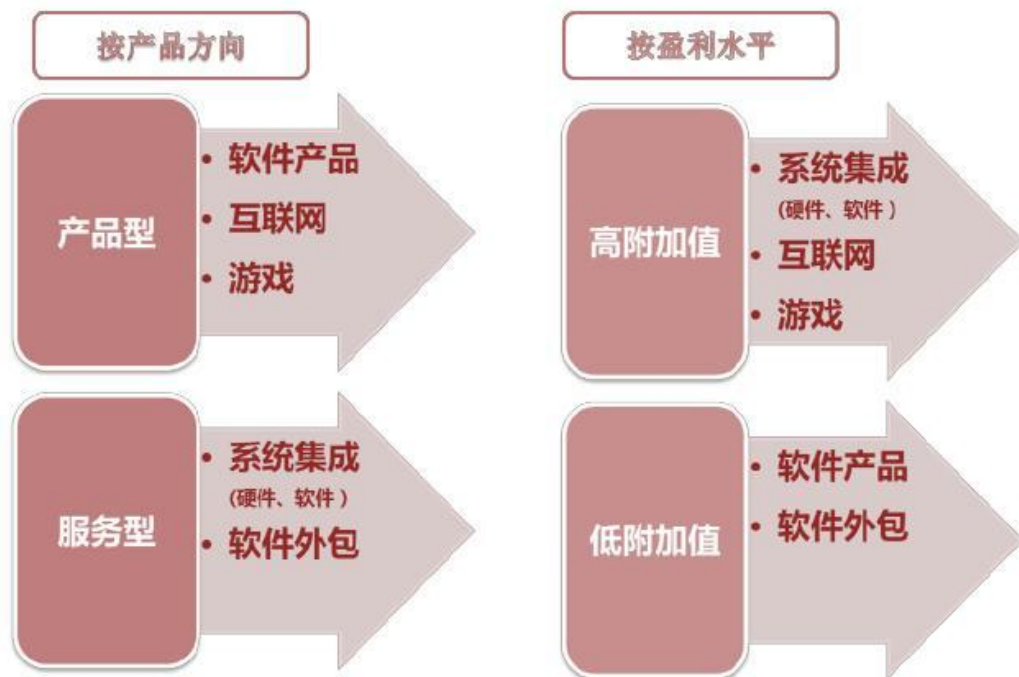 按产品方向
产品型
• 软件产品
• 互联网
• 游戏
服务型
• 系统集成
(硬件、软件）
• 软件外包
按盈利水平
高附加值
• 系统集成
(硬件、软件）
• 互联网
• 游戏
低附加值
• 软件产品
• 软件外包